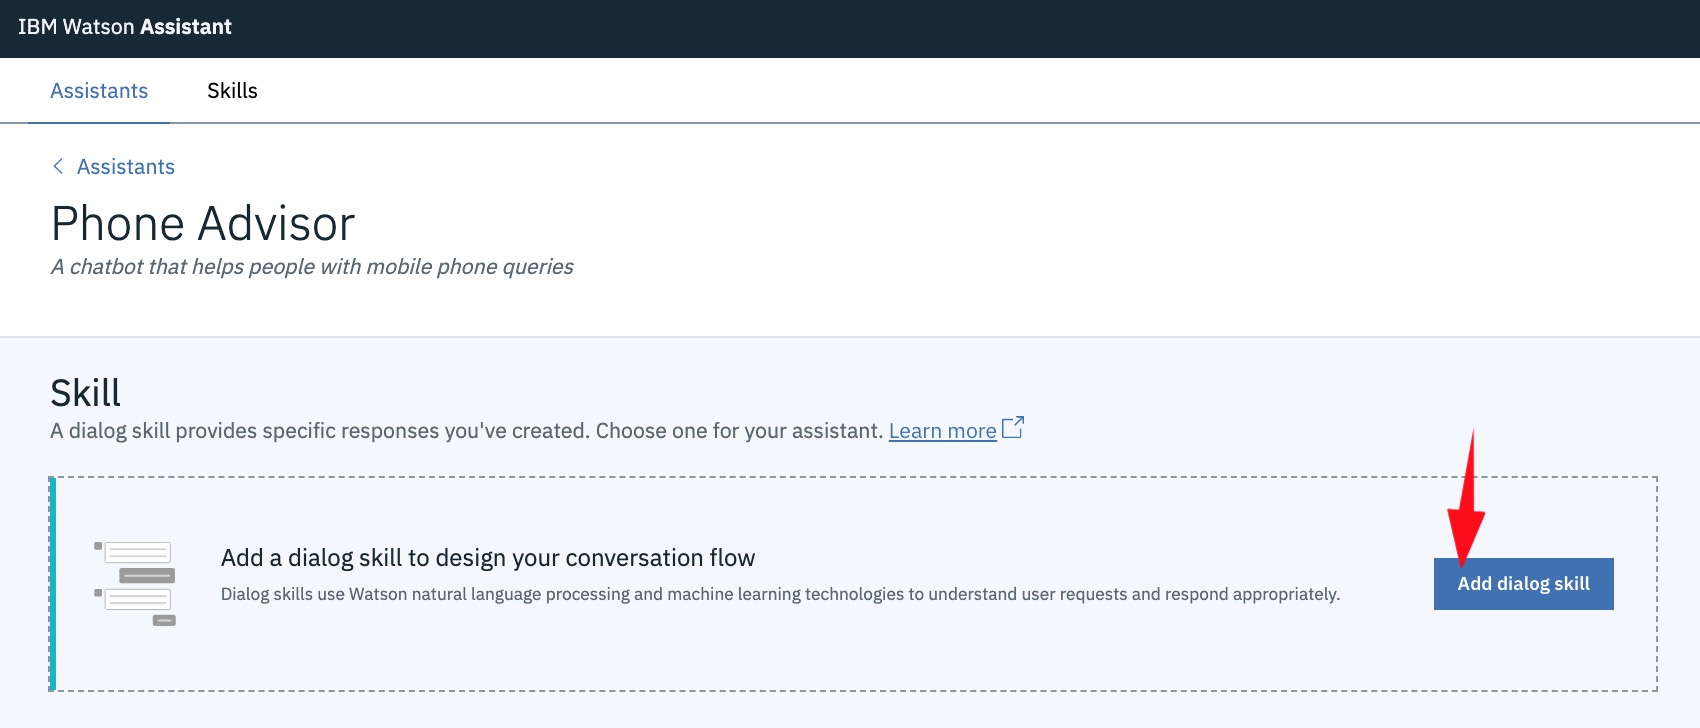 IBM Watson Assistant
Assistants Skills
Assistants
Phone Advisor
A chatbot that helps people with mobile phone queries
Skill
A dialog skill provides specific responses you've created. Choose one for your assistant. Learn more
Add a dialog skill to design your conversation flow
Dialog skills use Watson natural language processing and machine learning technologies to understand user requests and respond appropriately.
Add dialog skill